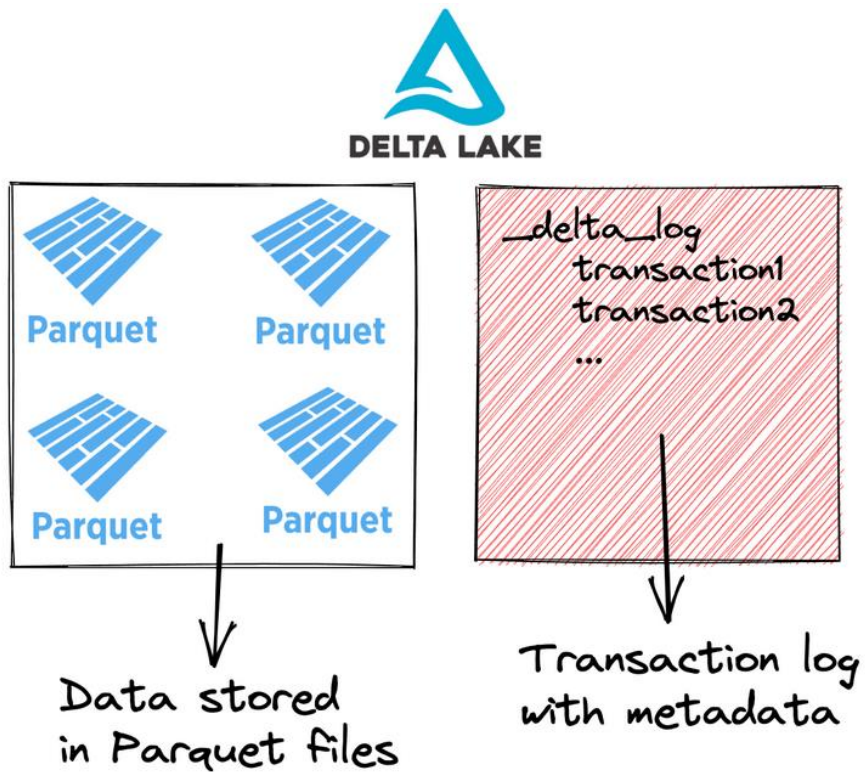 DELTA LAKE
Parquet
Parquet
Parquet
Parquet
Data stored
in Parquet files
_delta_log
transaction1
transaction2
...
Transaction log
with metadata